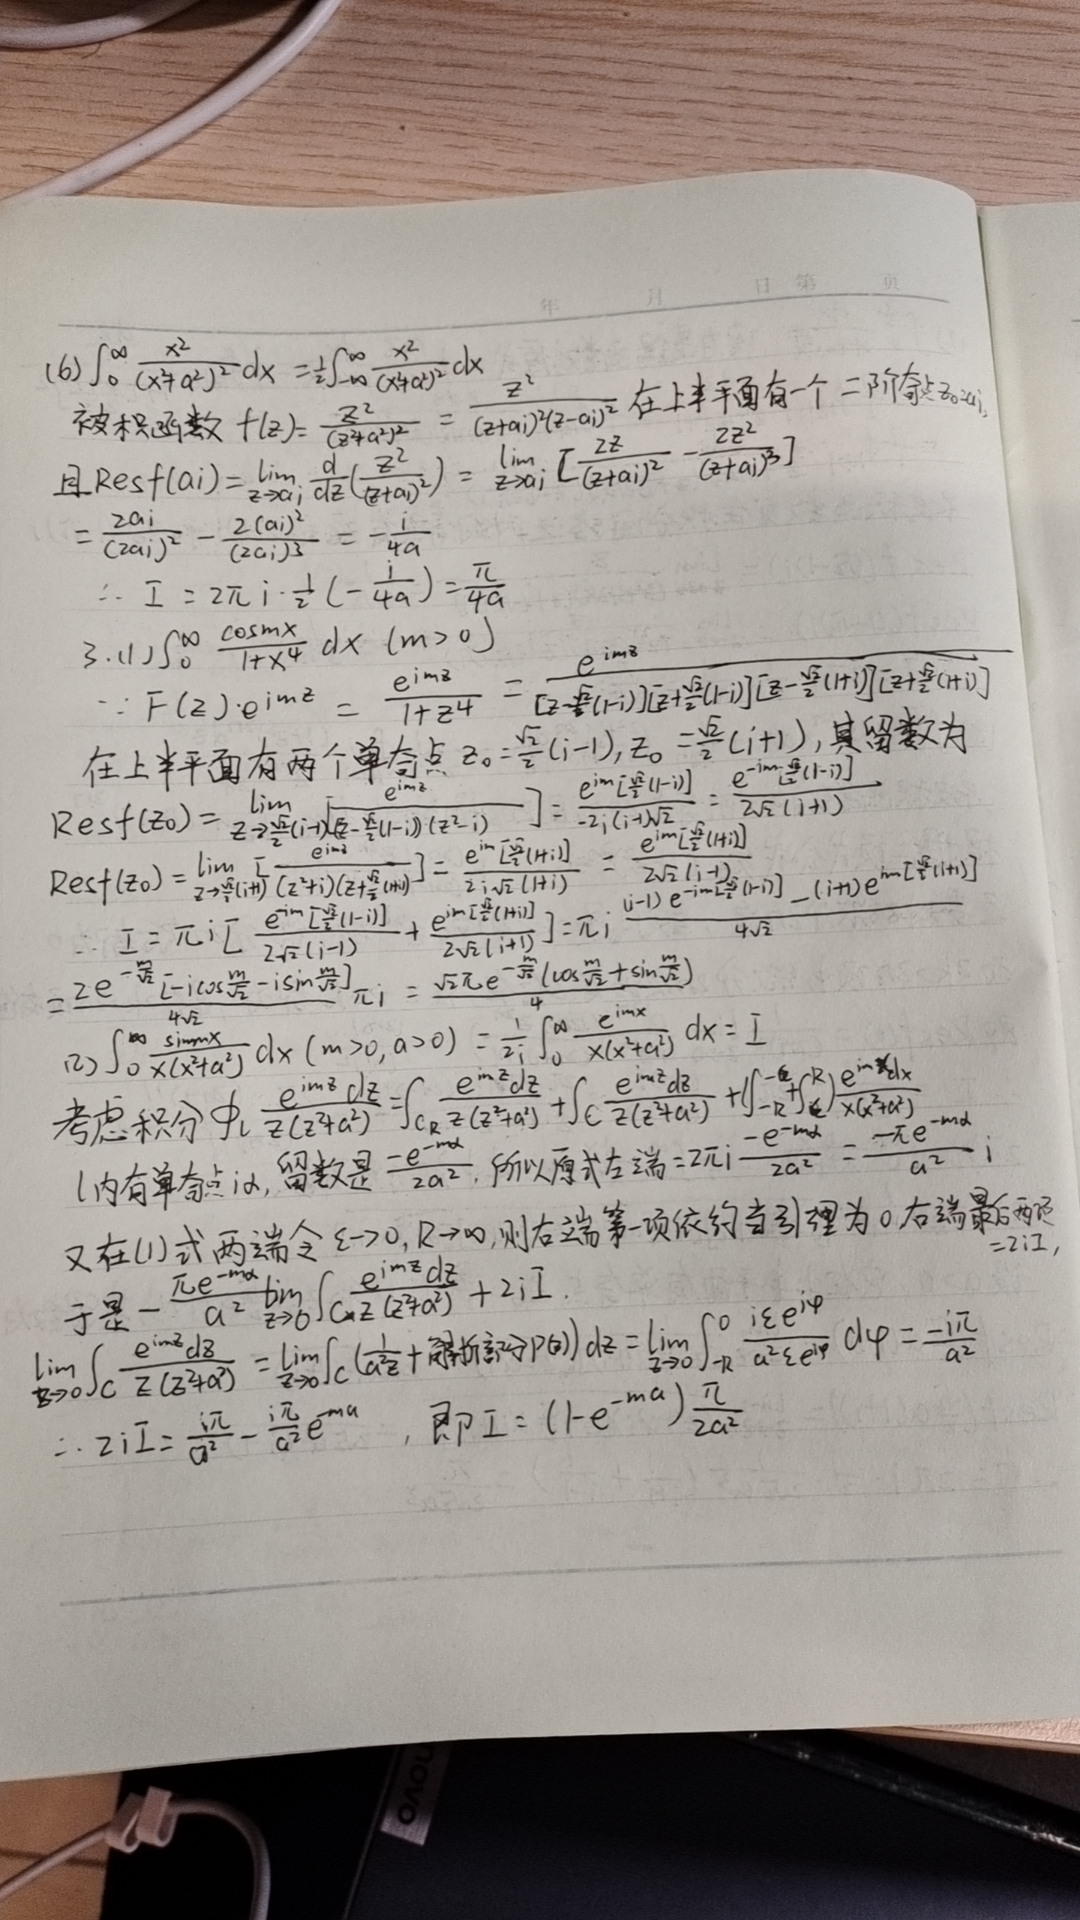 年 月 日 第 页
(6) ∫₀^∞ x²/(x²+a²)² dx = ½∫_{-∞}^∞ x²/(x²+a²)² dx
被积函数 f(z) = z²/(z²+a²)² = z²/((z+ai)²(z-ai)²) 在上半平面有一个二阶奇点 z₀=ai,
且Resf(ai) = lim_{z→ai} d/dz (z²/(z+ai)²) = lim_{z→ai} [2z/(z+ai)² - 2z²/(z+ai)³]
= 2ai/(2ai)² - 2(ai)²/(2ai)³ = -i/4a
∴ I = 2πi·½(-i/4a) = π/4a
3.(1) ∫₀^∞ cosmx/(1+x⁴) dx (m>0)
∵ F(z)·e^{imz} = e^{imz}/(1+z⁴) = e^{imz}/([z-√2/2(1-i)][z+√2/2(1-i)][z-√2/2(1+i)][z+√2/2(1+i)])
在上半平面有两个单奇点 z₀=√2/2(i-1), z₀=√2/2(i+1), 其留数为
Resf(z₀) = lim_{z→√2/2(i-1)} [e^{imz}/((z-√2/2(1-i))(z²-i))] = e^{im[√2/2(1-i)]}/(-2i(i-1)√2) = e^{-im[√2/2(1-i)]}/(2√2(i+1))
Resf(z₀) = lim_{z→√2/2(i+1)} [e^{imz}/((z²+i)(z+√2/2(1+i)))] = e^{im[√2/2(1+i)]}/(2i√2(1+i)) = e^{im[√2/2(1+i)]}/(2√2(i-1))
∴ I = πi[e^{-im[√2/2(1-i)]}/(2√2(i-1)) + e^{im[√2/2(1+i)]}/(2√2(i+1))] = πi ((i-1)e^{-im[√2/2(1-i)]} - (i+1)e^{im[√2/2(1+i)]})/(4√2)
= 2e^{-m/√2}[-icos m/√2 - isin m/√2]/(4√2) πi = √2πe^{-m/√2}(cos m/√2 + sin m/√2)/4
(2) ∫₀^∞ sinmx/(x(x²+a²)) dx (m>0, a>0) = 1/2i ∫₀^∞ e^{imx}/(x(x²+a²)) dx = I
考虑积分 ∮_l e^{imz}dz/(z(z²+a²)) = ∫_{C_R} e^{imz}dz/(z(z²+a²)) + ∫_C e^{imz}dz/(z(z²+a²)) + (∫_{-R}^{-ε} + ∫_ε^R) e^{imx}dx/(x(x²+a²))
l内有单奇点iα, 留数是 -e^{-mα}/2a², 所以原式左端 = 2πi -e^{-mα}/2a² = -πe^{-mα}/a² i
又在(1)式两端令 ε→0, R→∞, 则右端第一项依约当引理为0, 右端最后两项
=2iI,
于是 - πe^{-mα}/a² lim_{z→0} ∫_{C} e^{imz}dz/(z(z²+a²)) + 2iI.
lim_{z→0} ∫_C e^{imz}dz/(z(z²+a²)) = lim_{z→0} ∫_C (1/(a²z) + 解析部分P(z))dz = lim_{z→0} ∫_{-R}^0 iεe^{iφ}/(a²εe^{iφ}) dφ = -iπ/a²
∴ 2iI = iπ/a² - iπ/a² e^{-ma}, 即I = (1-e^{-ma}) π/2a²
lenovo